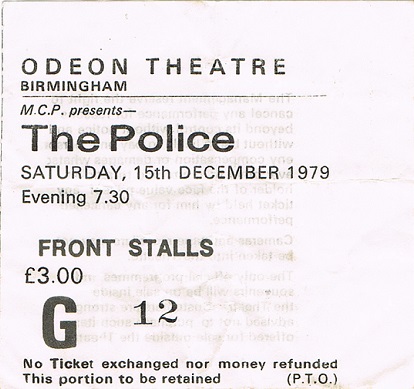 ODEON THEATRE
BIRMINGHAM
M.C.P. presents—
The Police
SATURDAY, 15th DECEMBER 1979
Evening 7.30
FRONT STALLS
£3.00
G 12
No Ticket exchanged nor money refunded
This portion to be retained (P.T.O.)